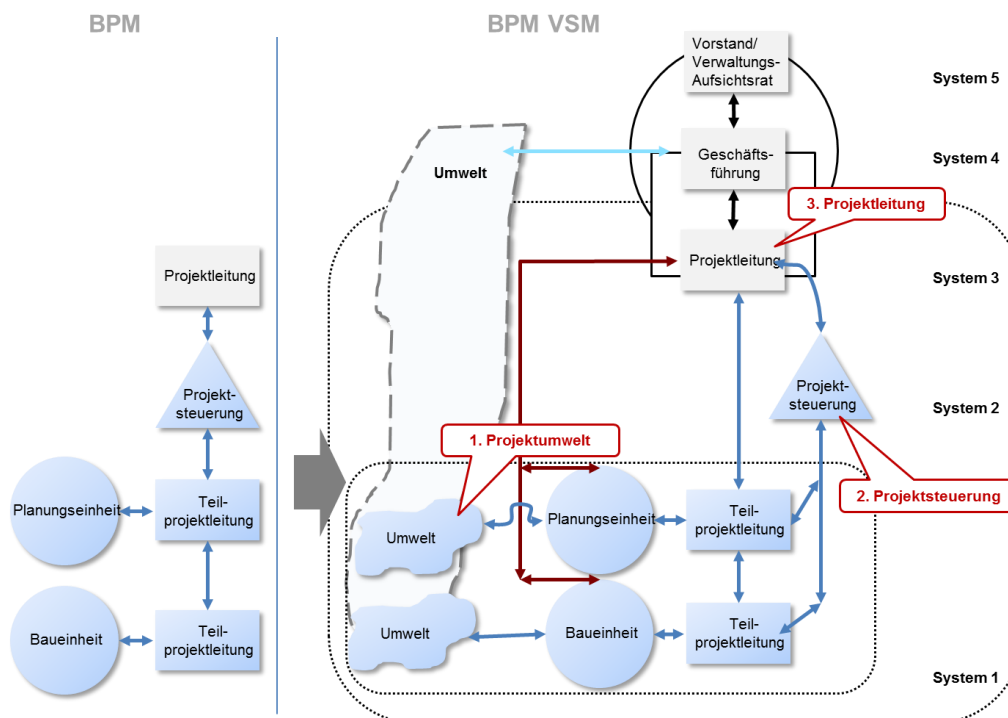 BPM
BPM VSM
Projektleitung
Projekt-
steuerung
Planungseinheit
Teil-
projektleitung
Baueinheit
Teil-
projektleitung
Vorstand/
Verwaltungs-
Aufsichtsrat
System 5
Umwelt
Geschäfts-
führung
System 4
3. Projektleitung
Projektleitung
System 3
Projekt-
steuerung
System 2
1. Projektumwelt
2. Projektsteuerung
Umwelt
Planungseinheit
Teil-
projektleitung
Umwelt
Baueinheit
Teil-
projektleitung
System 1